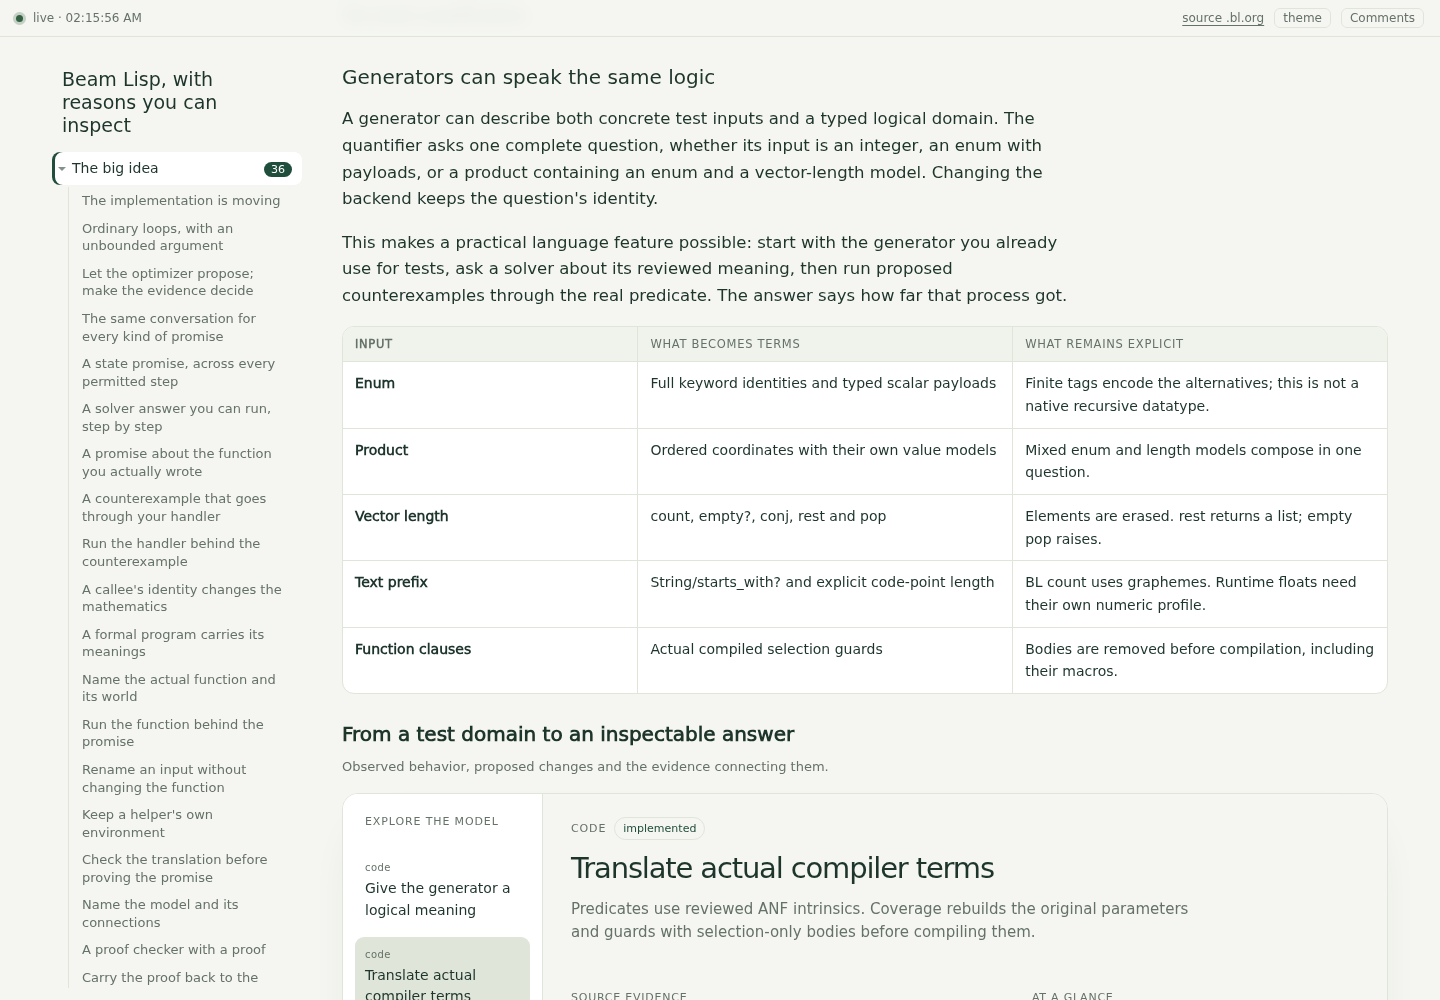 live · 02:15:56 AM
source .bl.org
theme
Comments
Beam Lisp, with
reasons you can
inspect
The big idea
36
The implementation is moving
Ordinary loops, with an
unbounded argument
Let the optimizer propose;
make the evidence decide
The same conversation for
every kind of promise
A state promise, across every
permitted step
A solver answer you can run,
step by step
A promise about the function
you actually wrote
A counterexample that goes
through your handler
Run the handler behind the
counterexample
A callee's identity changes the
mathematics
A formal program carries its
meanings
Name the actual function and
its world
Run the function behind the
promise
Rename an input without
changing the function
Keep a helper's own
environment
Check the translation before
proving the promise
Name the model and its
connections
A proof checker with a proof
Carry the proof back to the
Generators can speak the same logic
A generator can describe both concrete test inputs and a typed logical domain. The
quantifier asks one complete question, whether its input is an integer, an enum with
payloads, or a product containing an enum and a vector-length model. Changing the
backend keeps the question's identity.
This makes a practical language feature possible: start with the generator you already
use for tests, ask a solver about its reviewed meaning, then run proposed
counterexamples through the real predicate. The answer says how far that process got.
INPUT
WHAT BECOMES TERMS
WHAT REMAINS EXPLICIT
Enum
Full keyword identities and typed scalar payloads
Finite tags encode the alternatives; this is not a
native recursive datatype.
Product
Ordered coordinates with their own value models
Mixed enum and length models compose in one
question.
Vector length
count, empty?, conj, rest and pop
Elements are erased. rest returns a list; empty
pop raises.
Text prefix
String/starts_with? and explicit code-point length
BL count uses graphemes. Runtime floats need
their own numeric profile.
Function clauses
Actual compiled selection guards
Bodies are removed before compilation, including
their macros.
From a test domain to an inspectable answer
Observed behavior, proposed changes and the evidence connecting them.
EXPLORE THE MODEL
code
Give the generator a
logical meaning
code
Translate actual
compiler terms
CODE
implemented
Translate actual compiler terms
Predicates use reviewed ANF intrinsics. Coverage rebuilds the original parameters
and guards with selection-only bodies before compiling them.
SOURCE EVIDENCE
AT A GLANCE